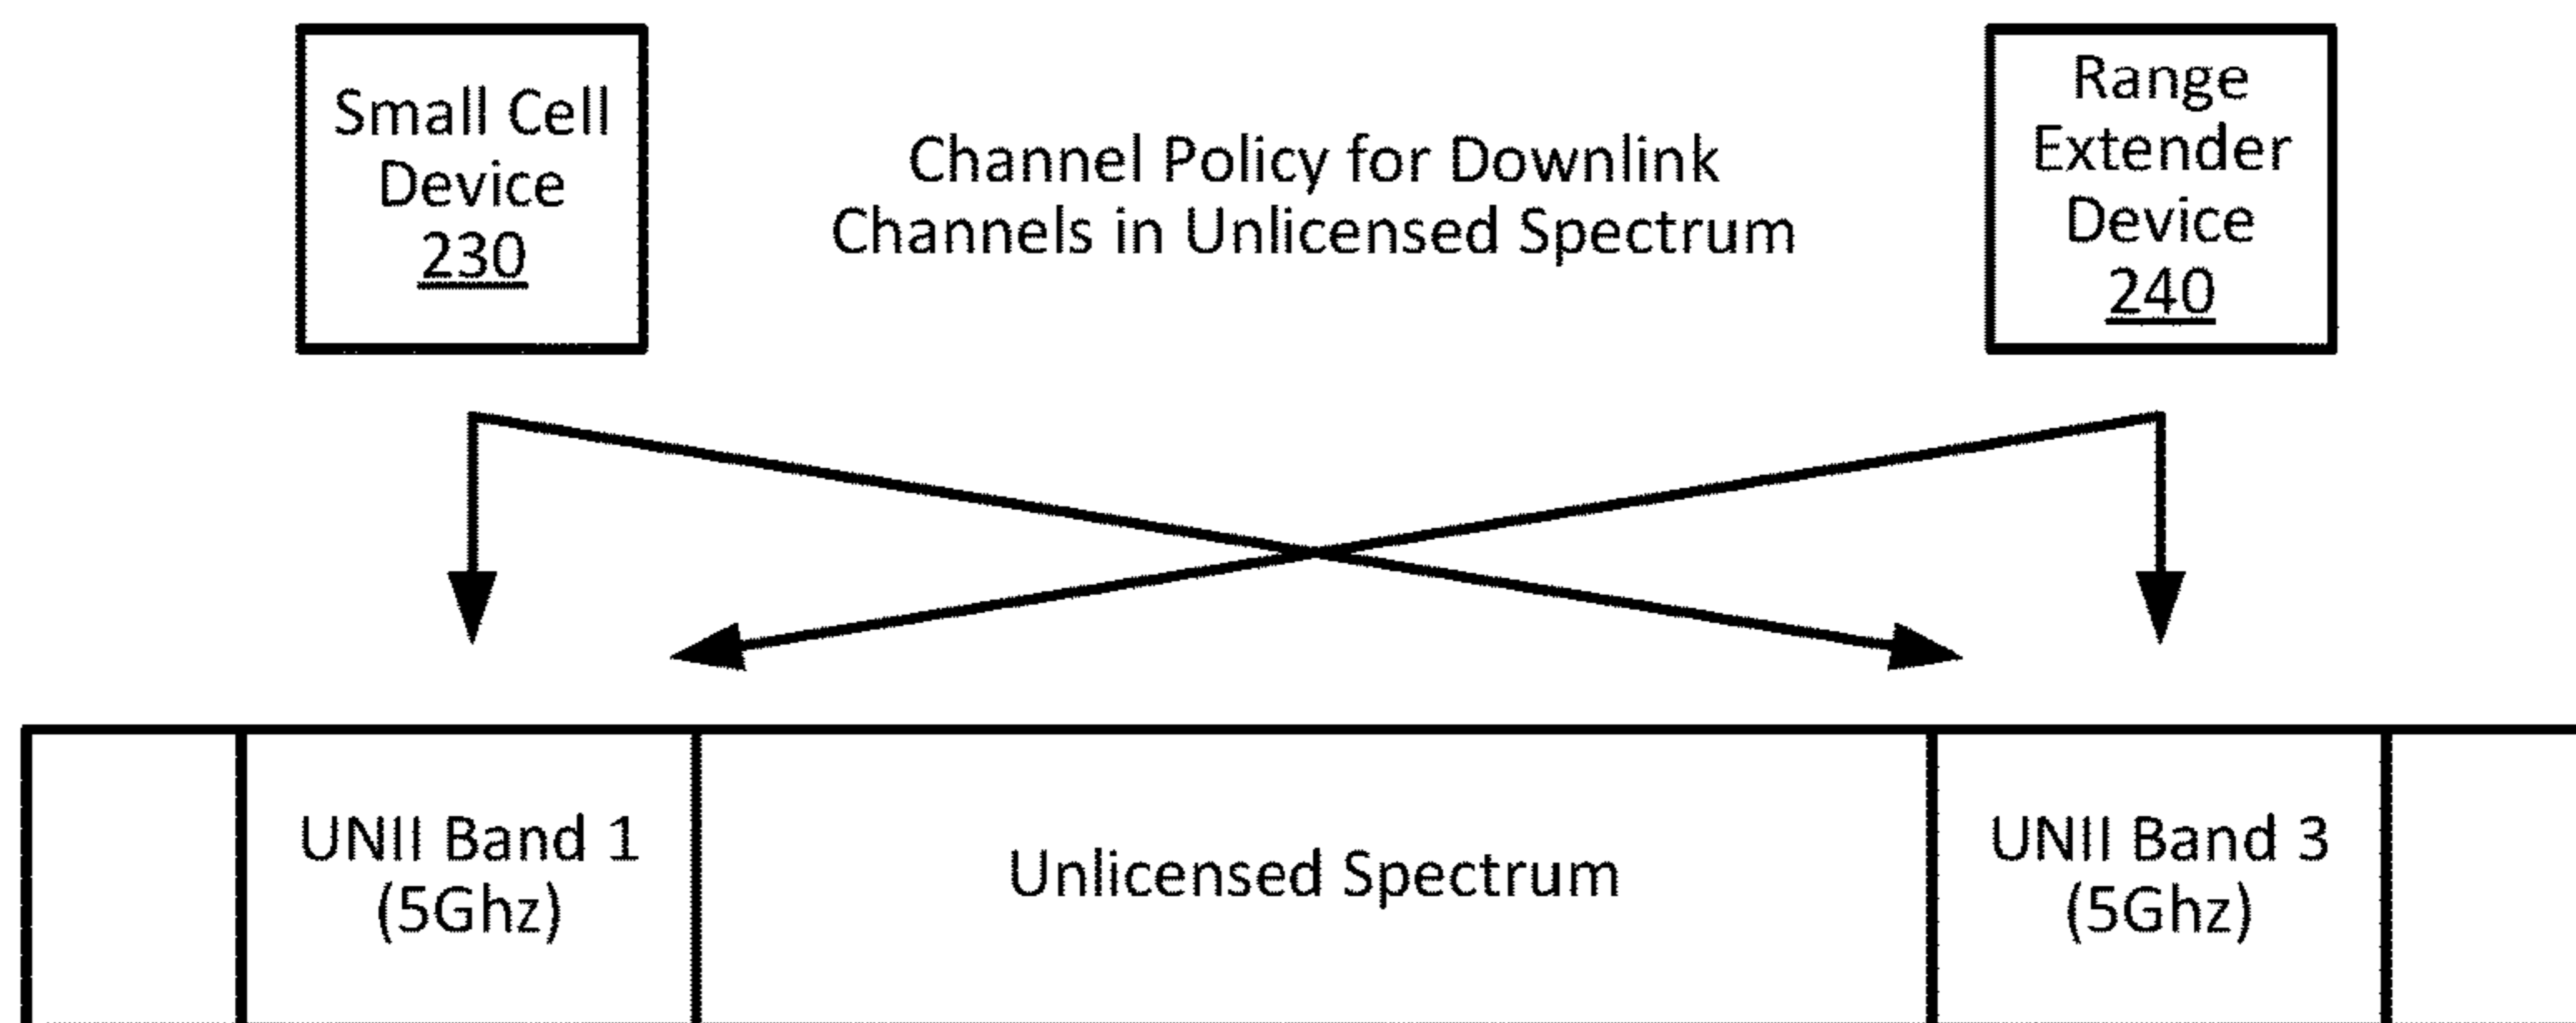 Small Cell
Device
230
Channel Policy for Downlink
Channels in Unlicensed Spectrum
Range
Extender
Device
240
UNII Band 1
(5Ghz)
Unlicensed Spectrum
UNII Band 3
(5Ghz)